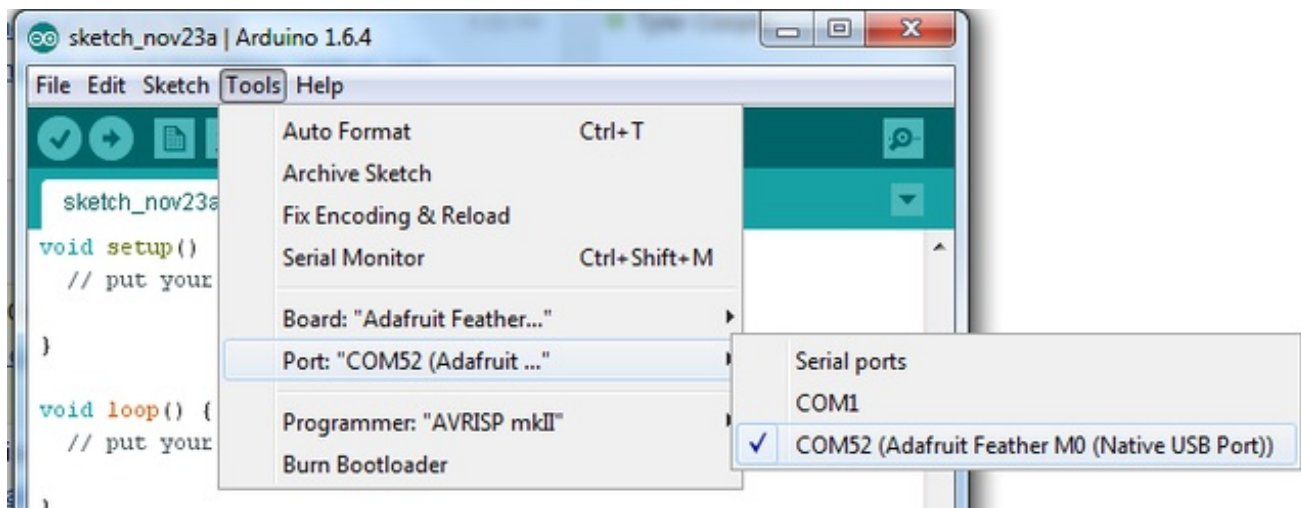 sketch_nov23a | Arduino 1.6.4
File Edit Sketch Tools Help
Auto Format Ctrl+T
Archive Sketch
sketch_nov23a
Fix Encoding & Reload
void setup()
Serial Monitor Ctrl+Shift+M
// put your
Board: "Adafruit Feather..."
}
Port: "COM52 (Adafruit ..."
Serial ports
COM1
void loop() {
Programmer: "AVRISP mkII"
// put your
COM52 (Adafruit Feather M0 (Native USB Port))
Burn Bootloader